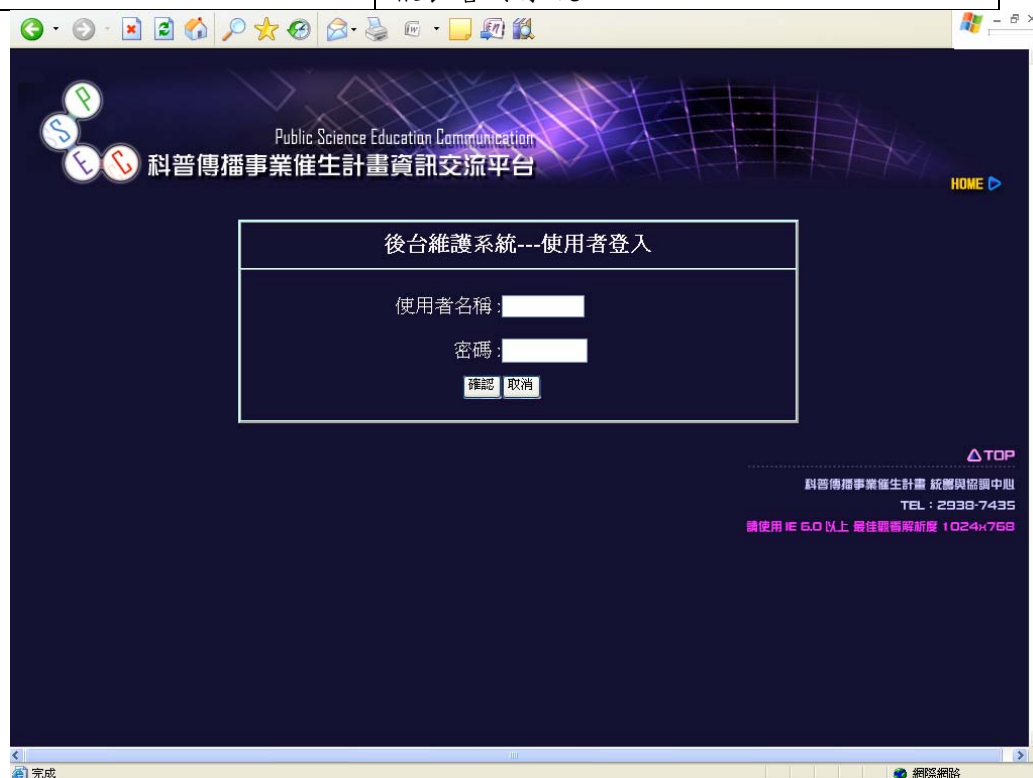 P
S
E C
Public Science Education Communication
科普傳播事業催生計畫資訊交流平台
HOME
後台維護系統---使用者登入
使用者名稱 :
密碼 :
確認 取消
TOP
科普傳播事業催生計畫 統籌與協調中心
TEL：2938-7435
請使用 IE 6.0 以上 最佳觀看解析度 1024x768
完成 網際網路